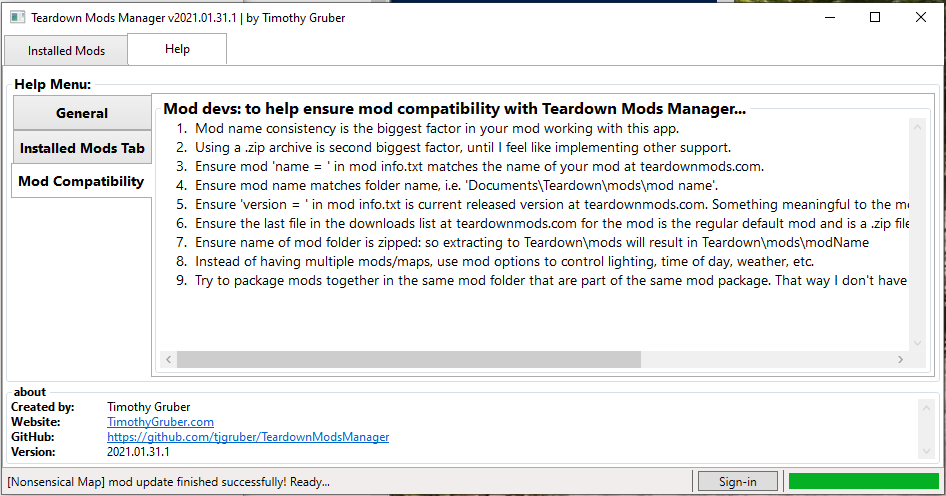 Teardown Mods Manager v2021.01.31.1 | by Timothy Gruber
Installed Mods
Help
Help Menu:
General
Installed Mods Tab
Mod Compatibility
Mod devs: to help ensure mod compatibility with Teardown Mods Manager...
1. Mod name consistency is the biggest factor in your mod working with this app.
2. Using a .zip archive is second biggest factor, until I feel like implementing other support.
3. Ensure mod 'name = ' in mod info.txt matches the name of your mod at teardownmods.com.
4. Ensure mod name matches folder name, i.e. 'Documents\Teardown\mods\mod name'.
5. Ensure 'version = ' in mod info.txt is current released version at teardownmods.com. Something meaningful to the mo
6. Ensure the last file in the downloads list at teardownmods.com for the mod is the regular default mod and is a .zip file
7. Ensure name of mod folder is zipped: so extracting to Teardown\mods will result in Teardown\mods\modName
8. Instead of having multiple mods/maps, use mod options to control lighting, time of day, weather, etc.
9. Try to package mods together in the same mod folder that are part of the same mod package. That way I don't have
about
Created by: Timothy Gruber
Website: TimothyGruber.com
GitHub: https://github.com/tjgruber/TeardownModsManager
Version: 2021.01.31.1
[Nonsensical Map] mod update finished successfully! Ready...
Sign-in